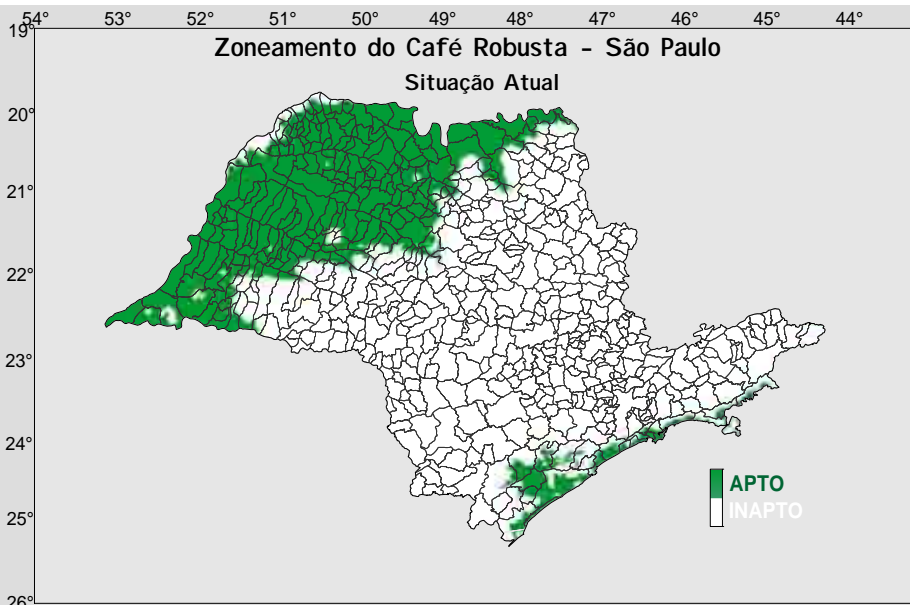 54° 53° 52° 51° 50° 49° 48° 47° 46° 45° 44°
19°
Zoneamento do Café Robusta - São Paulo
Situação Atual
20°
21°
22°
23°
24°
APTO
INAPTO
25°
26°